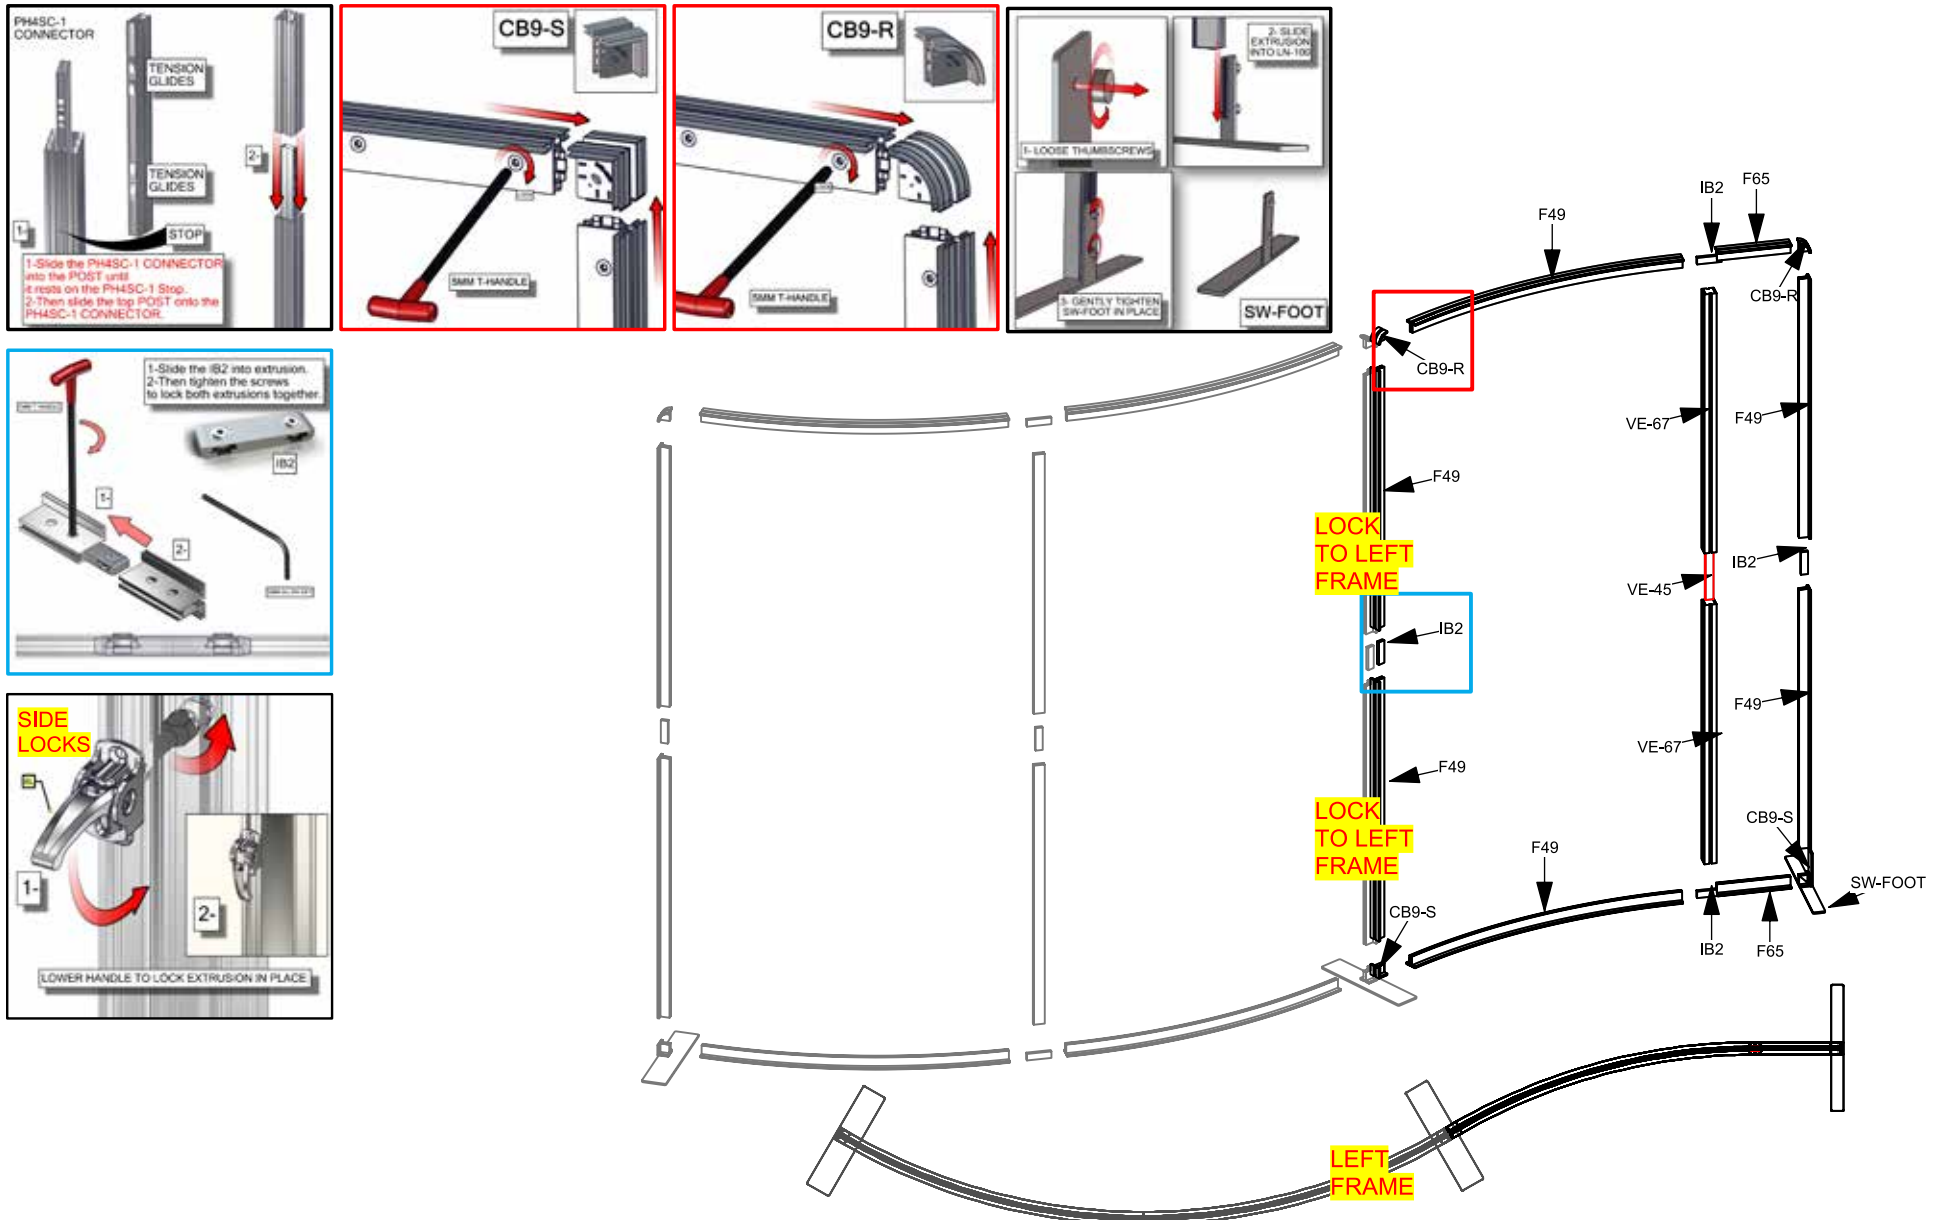 PH4SC-1
CONNECTOR
TENSION
GLIDES
TENSION
GLIDES
STOP
1-
2-
1-Slide the PH4SC-1 CONNECTOR
into the POST until
it rests on the PH4SC-1 Stop.
2-Then slide the top POST onto the
PH4SC-1 CONNECTOR.
CB9-S
5MM T-HANDLE
CB9-R
5MM T-HANDLE
1- LOOSE THUMBSCREWS
2- SLIDE
EXTRUSION
INTO LN-100
3- GENTLY TIGHTEN
SW-FOOT IN PLACE
SW-FOOT
1-Slide the IB2 into extrusion.
2-Then tighten the screws
to lock both extrusions together.
IB2
1-
2-
SIDE
LOCKS
1-
2-
LOWER HANDLE TO LOCK EXTRUSION IN PLACE
F49
IB2
F65
CB9-R
CB9-R
VE-67
F49
F49
LOCK
TO LEFT
FRAME
IB2
VE-45
IB2
F49
VE-67
F49
LOCK
TO LEFT
FRAME
CB9-S
F49
CB9-S
SW-FOOT
IB2
F65
LEFT
FRAME